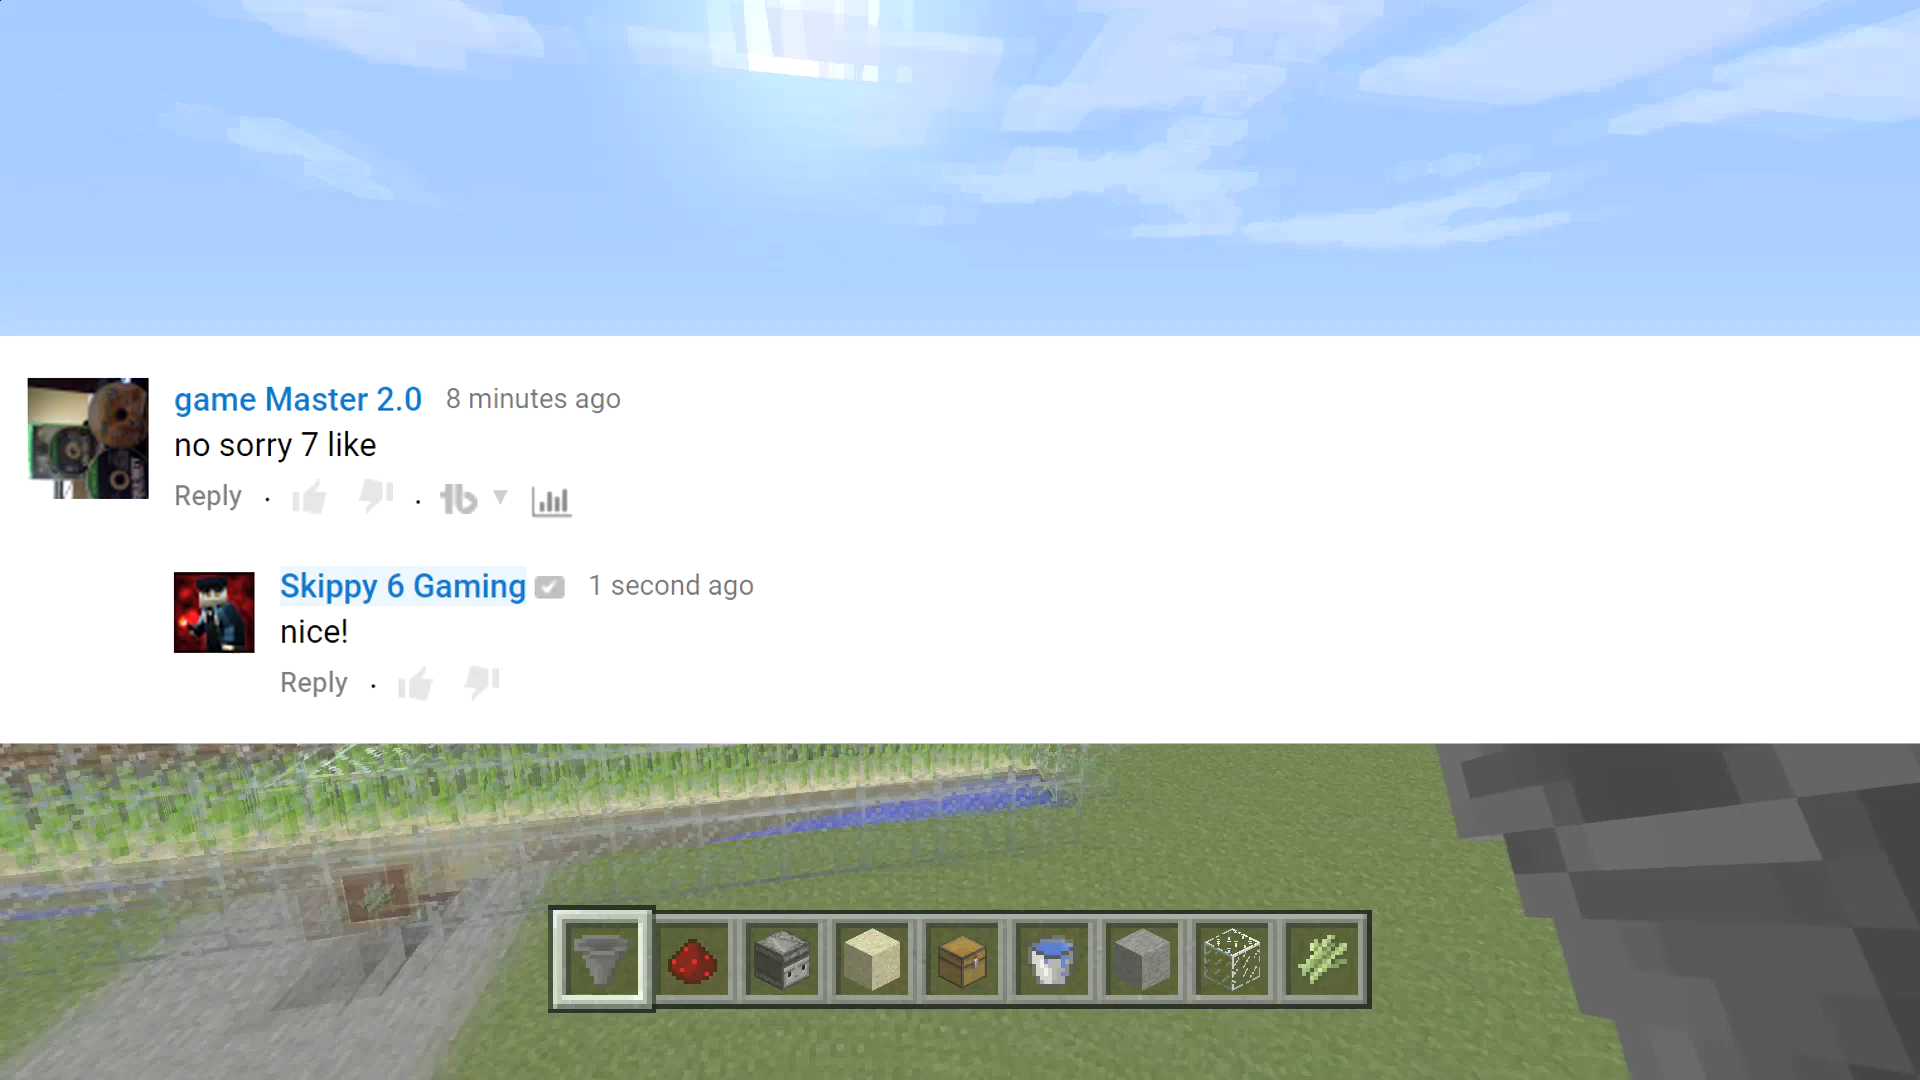 game Master 2.0 8 minutes ago
no sorry 7 like
Reply
Skippy 6 Gaming 1 second ago
nice!
Reply